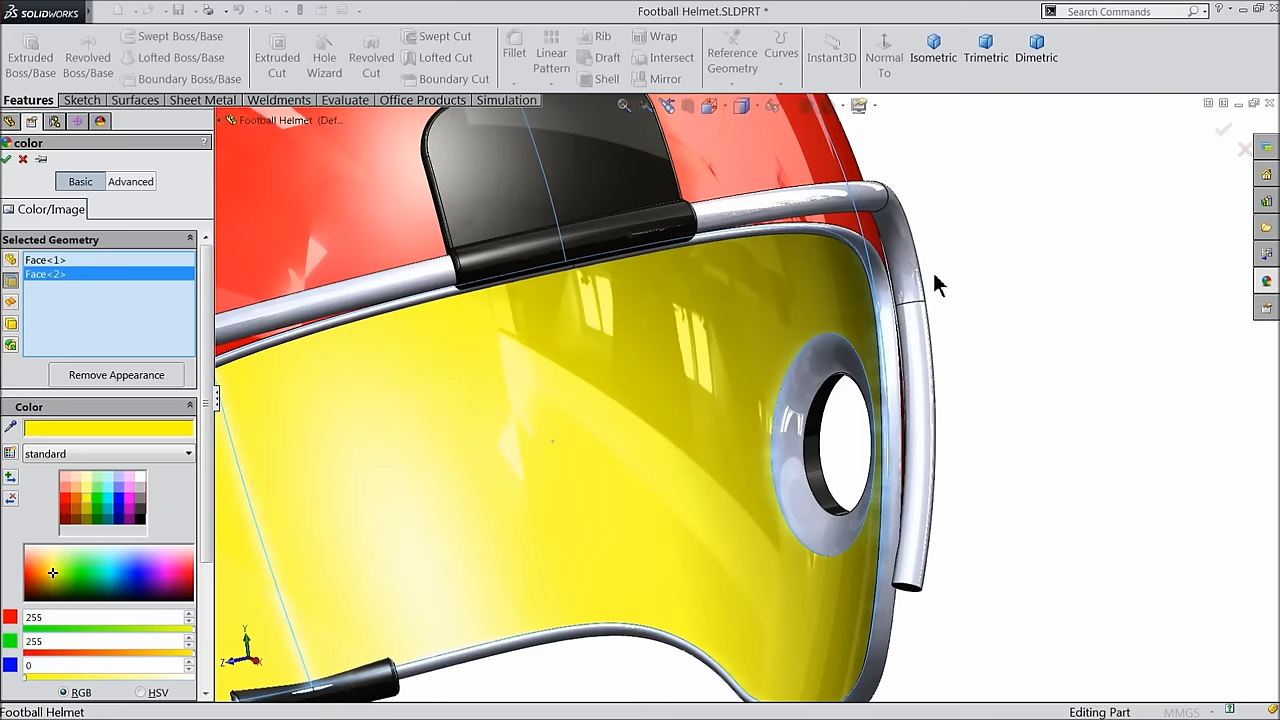 SOLIDWORKS
Football Helmet.SLDPRT *
Search Commands
Extruded Boss/Base
Revolved Boss/Base
Swept Boss/Base
Lofted Boss/Base
Boundary Boss/Base
Extruded Cut
Hole Wizard
Revolved Cut
Swept Cut
Lofted Cut
Boundary Cut
Fillet
Linear Pattern
Rib
Draft
Shell
Wrap
Intersect
Mirror
Reference Geometry
Curves
Instant3D
Normal To
Isometric
Trimetric
Dimetric
Features
Sketch
Surfaces
Sheet Metal
Weldments
Evaluate
Office Products
Simulation
Football Helmet (Def...
color
?
Basic
Advanced
Color/Image
Selected Geometry
Face<1>
Face<2>
Remove Appearance
Color
standard
255
255
0
RGB
HSV
Y
Z
X
Football Helmet
Editing Part
MMGS